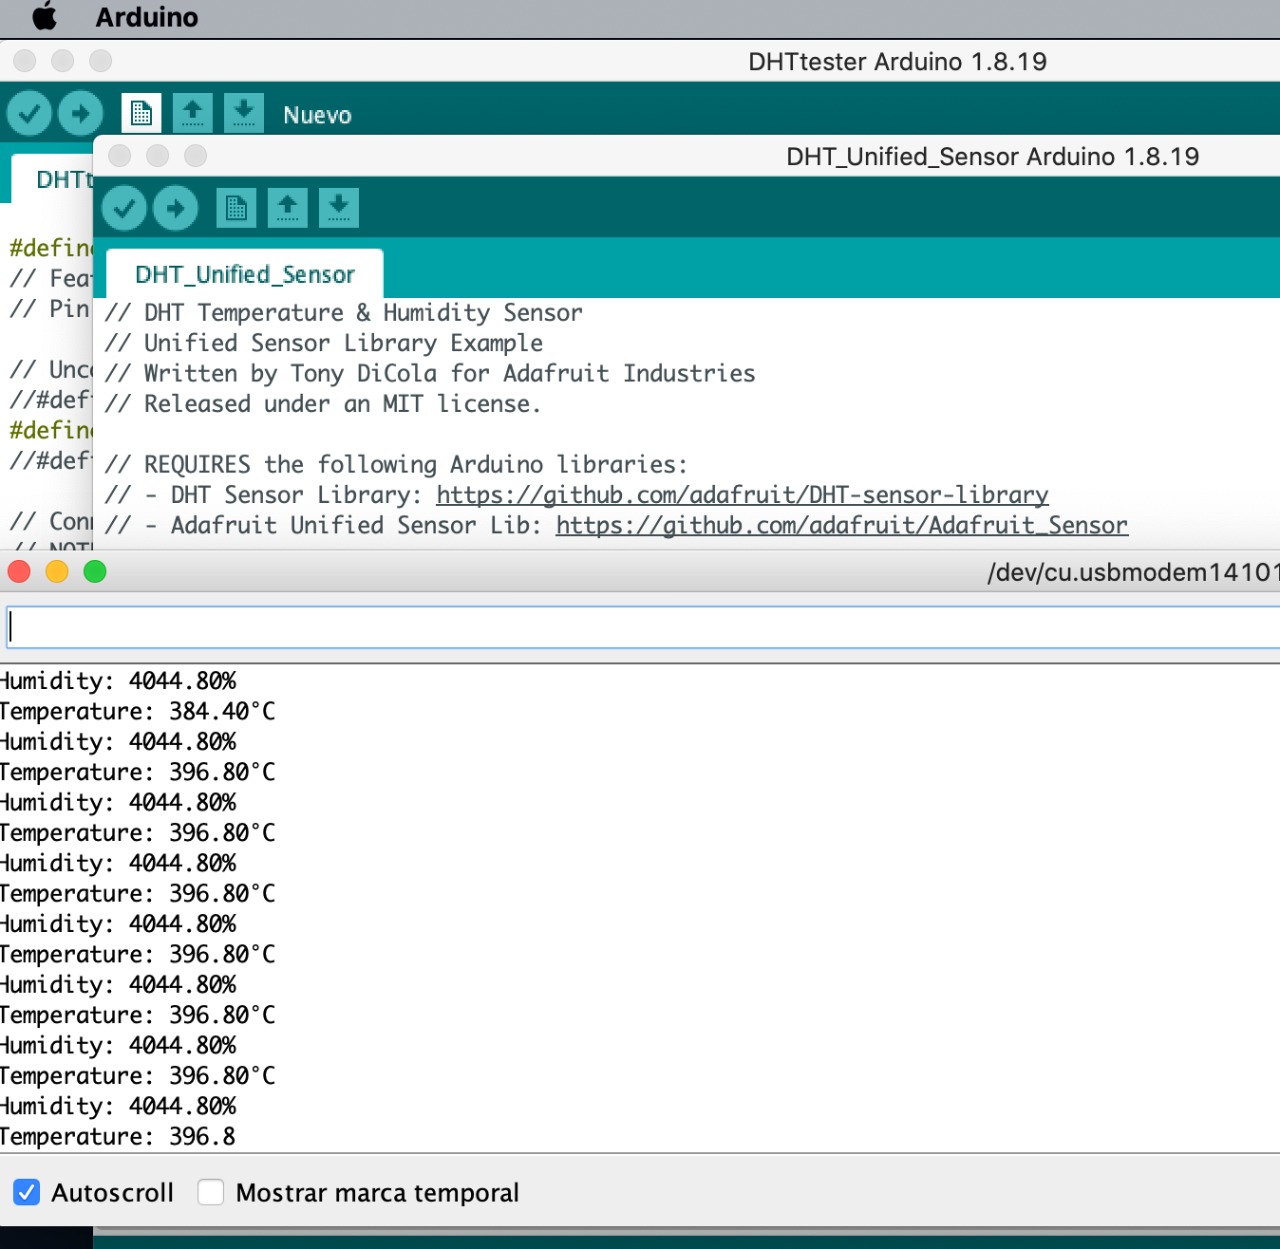 Arduino
DHTtester Arduino 1.8.19
Nuevo
DHT_Unified_Sensor Arduino 1.8.19
DHTt
DHT_Unified_Sensor
#define
// Fea
// Pin
// Unco
//#def
#define
//#def
// Con
// NOT
// DHT Temperature & Humidity Sensor
// Unified Sensor Library Example
// Written by Tony DiCola for Adafruit Industries
// Released under an MIT license.
// REQUIRES the following Arduino libraries:
// - DHT Sensor Library: https://github.com/adafruit/DHT-sensor-library
// - Adafruit Unified Sensor Lib: https://github.com/adafruit/Adafruit_Sensor
/dev/cu.usbmodem14101
Humidity: 4044.80%
Temperature: 384.40°C
Humidity: 4044.80%
Temperature: 396.80°C
Humidity: 4044.80%
Temperature: 396.80°C
Humidity: 4044.80%
Temperature: 396.80°C
Humidity: 4044.80%
Temperature: 396.80°C
Humidity: 4044.80%
Temperature: 396.80°C
Humidity: 4044.80%
Temperature: 396.80°C
Humidity: 4044.80%
Temperature: 396.8
Autoscroll
Mostrar marca temporal